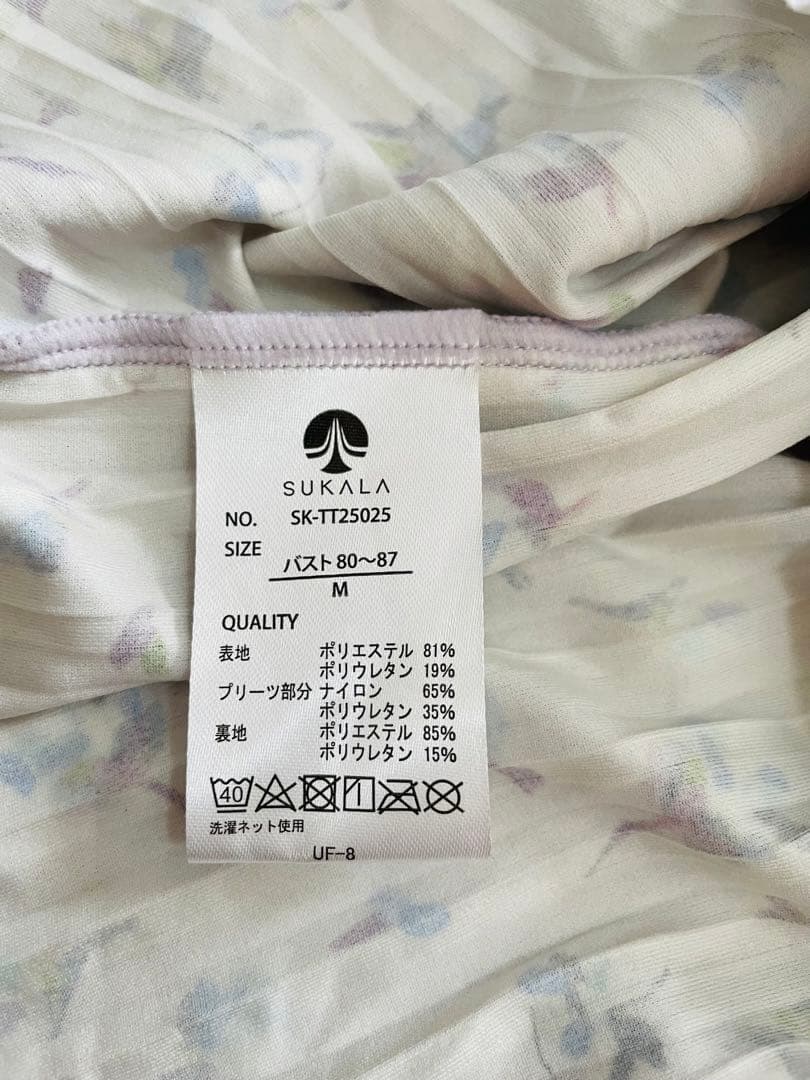 SUKALA
NO. SK-TT25025
SIZE バスト 80〜87
M
QUALITY
表地 ポリエステル 81%
ポリウレタン 19%
プリーツ部分 ナイロン 65%
ポリウレタン 35%
裏地 ポリエステル 85%
ポリウレタン 15%
40
洗濯ネット使用
UF-8